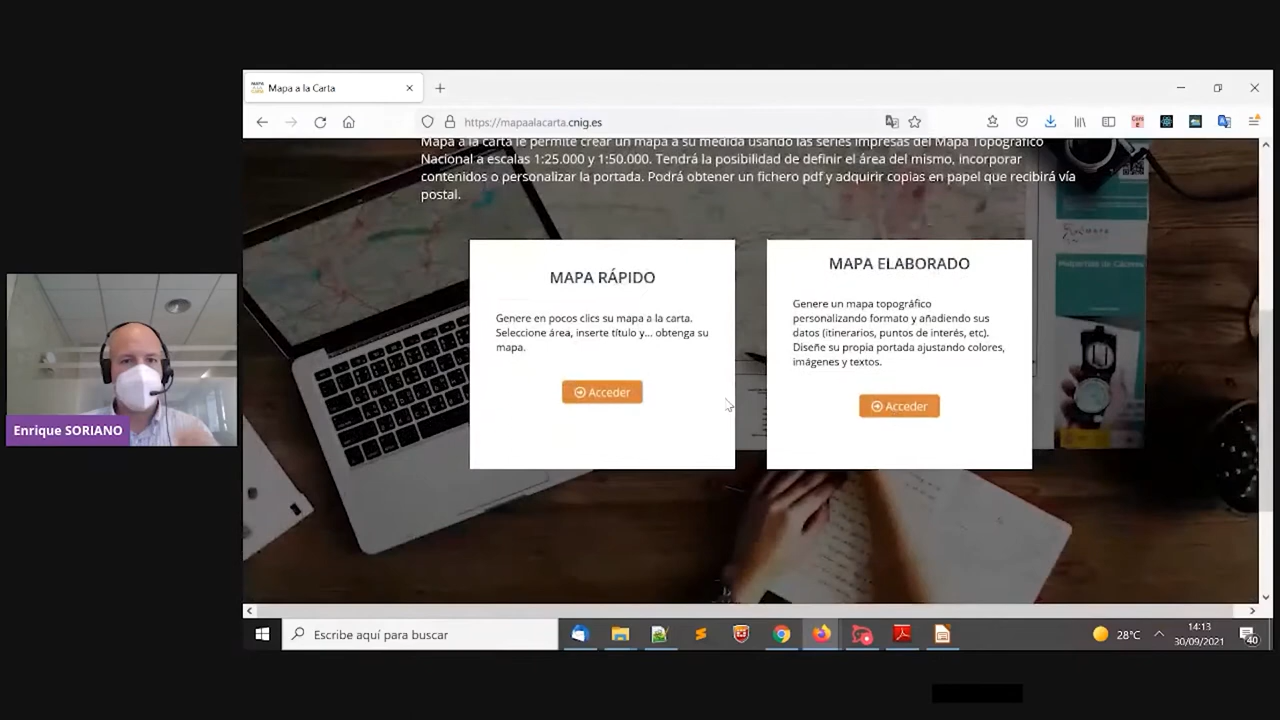 Mapa a la Carta
https://mapaalacarta.cnig.es
Mapa a la carta le permite crear un mapa a su medida usando las series impresas del Mapa Topográfico
Nacional a escalas 1:25.000 y 1:50.000. Tendrá la posibilidad de definir el área del mismo, incorporar
contenidos o personalizar la portada. Podrá obtener un fichero pdf y adquirir copias en papel que recibirá vía
postal.
MAPA RÁPIDO
Genere en pocos clics su mapa a la carta.
Seleccione área, inserte título y... obtenga su
mapa.
Acceder
MAPA ELABORADO
Genere un mapa topográfico
personalizando formato y añadiendo sus
datos (itinerarios, puntos de interés, etc).
Diseñe su propia portada ajustando colores,
imágenes y textos.
Acceder
Enrique SORIANO
Escribe aquí para buscar
28°C
14:13
30/09/2021
40